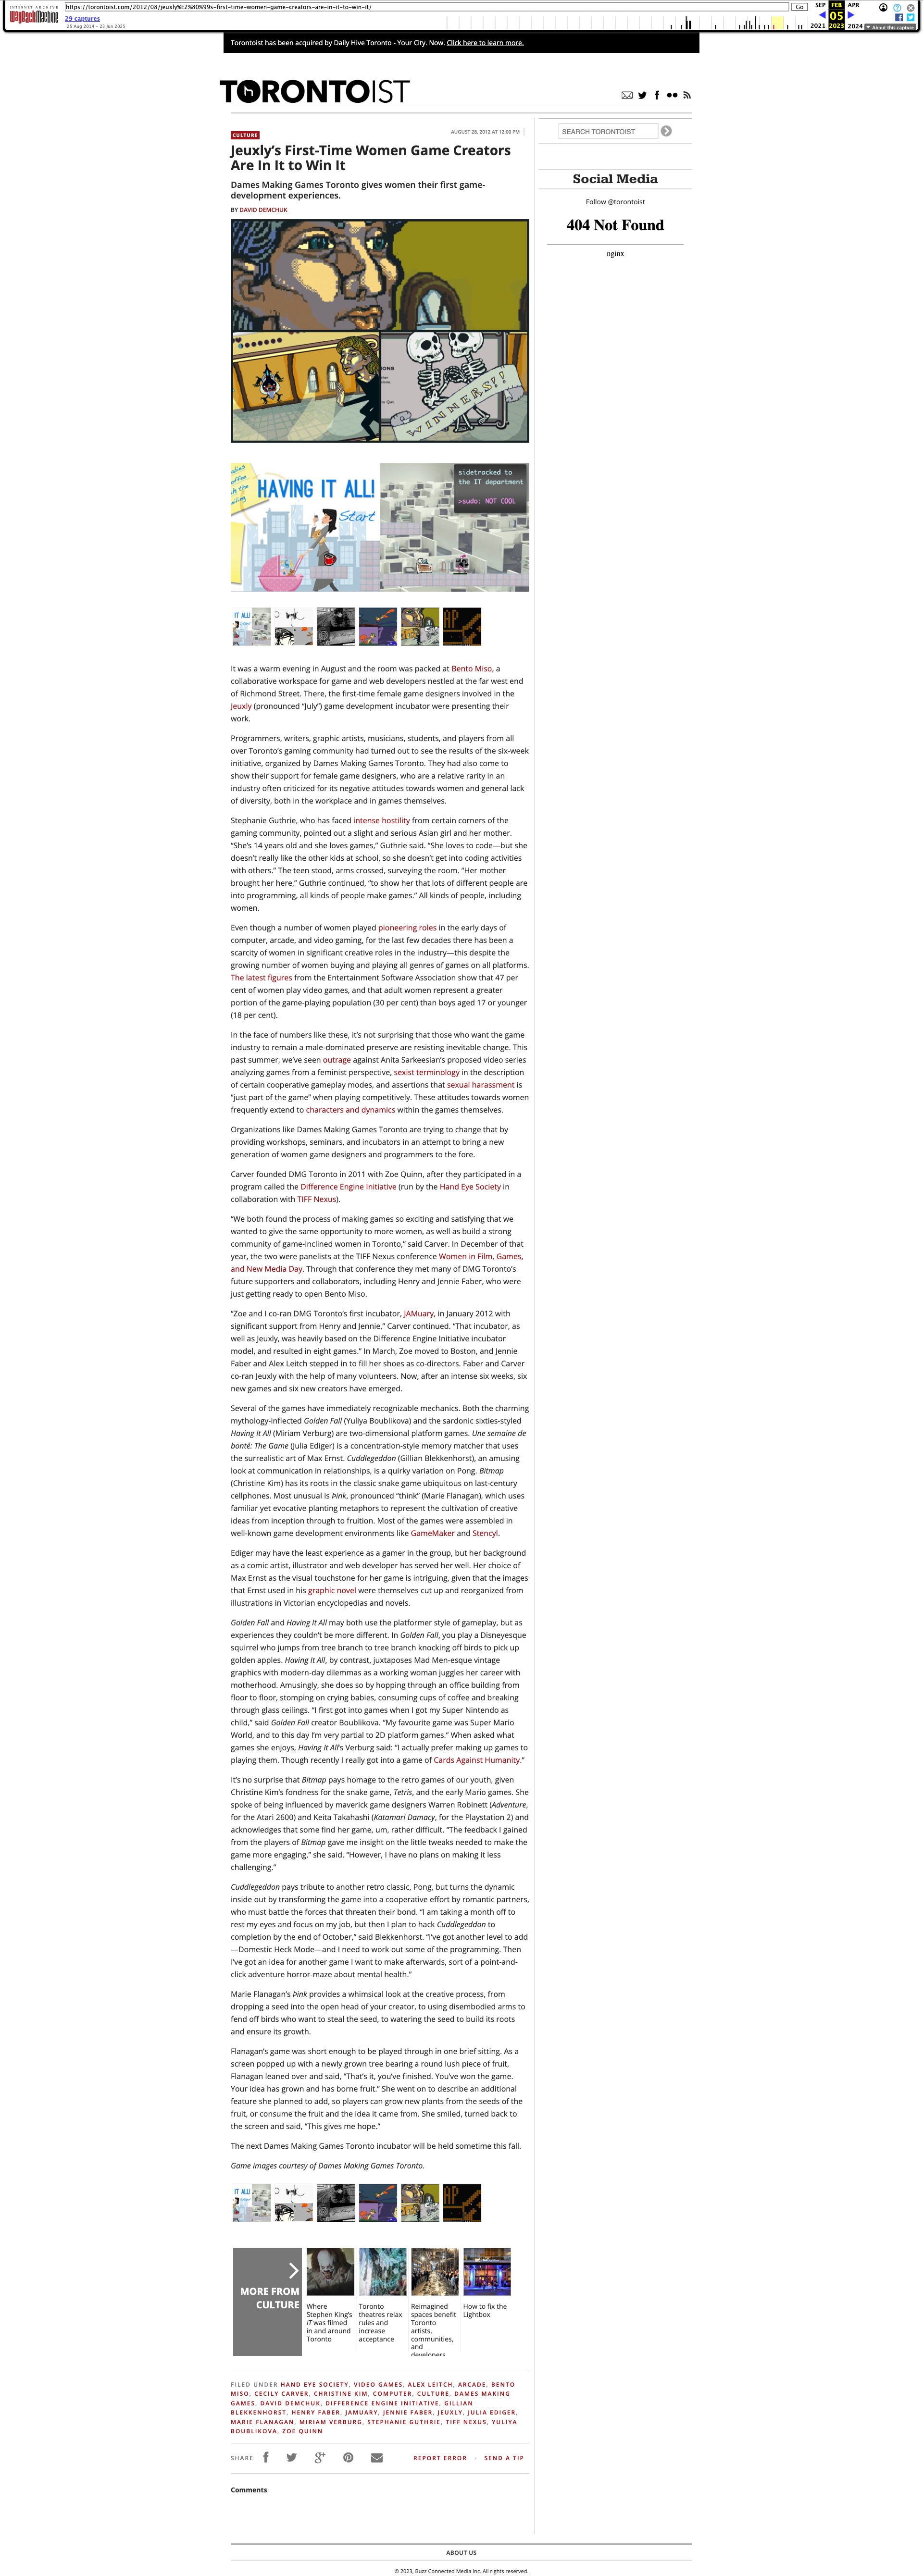 INTERNET ARCHIVE
WayBackMachine
https://torontoist.com/2012/08/jeuxly%E2%80%99s-first-time-women-game-creators-are-in-it-to-win-it/
Go
29 captures
25 Aug 2014 - 23 Jun 2025
SEP FEB APR
05
2021 2023 2024
About this capture
Torontoist has been acquired by Daily Hive Toronto - Your City. Now. Click here to learn more.
TORONTOIST
CULTURE
AUGUST 28, 2012 AT 12:00 PM
Jeuxly’s First-Time Women Game Creators
Are In It to Win It
Dames Making Games Toronto gives women their first game-
development experiences.
BY DAVID DEMCHUK
SEARCH TORONTOIST
Social Media
Follow @torontoist
404 Not Found
nginx
WINNERS!!
HAVING IT ALL!
Start
sidetracked to
the IT department
>sudo: NOT COOL
It was a warm evening in August and the room was packed at Bento Miso, a
collaborative workspace for game and web developers nestled at the far west end
of Richmond Street. There, the first-time female game designers involved in the
Jeuxly (pronounced “July”) game development incubator were presenting their
work.
Programmers, writers, graphic artists, musicians, students, and players from all
over Toronto’s gaming community had turned out to see the results of the six-week
initiative, organized by Dames Making Games Toronto. They had also come to
show their support for female game designers, who are a relative rarity in an
industry often criticized for its negative attitudes towards women and general lack
of diversity, both in the workplace and in games themselves.
Stephanie Guthrie, who has faced intense hostility from certain corners of the
gaming community, pointed out a slight and serious Asian girl and her mother.
“She’s 14 years old and she loves games,” Guthrie said. “She loves to code—but she
doesn’t really like the other kids at school, so she doesn’t get into coding activities
with others.” The teen stood, arms crossed, surveying the room. “Her mother
brought her here,” Guthrie continued, “to show her that lots of different people are
into programming, all kinds of people make games.” All kinds of people, including
women.
Even though a number of women played pioneering roles in the early days of
computer, arcade, and video gaming, for the last few decades there has been a
scarcity of women in significant creative roles in the industry—this despite the
growing number of women buying and playing all genres of games on all platforms.
The latest figures from the Entertainment Software Association show that 47 per
cent of women play video games, and that adult women represent a greater
portion of the game-playing population (30 per cent) than boys aged 17 or younger
(18 per cent).
In the face of numbers like these, it’s not surprising that those who want the game
industry to remain a male-dominated preserve are resisting inevitable change. This
past summer, we’ve seen outrage against Anita Sarkeesian’s proposed video series
analyzing games from a feminist perspective, sexist terminology in the description
of certain cooperative gameplay modes, and assertions that sexual harassment is
“just part of the game” when playing competitively. These attitudes towards women
frequently extend to characters and dynamics within the games themselves.
Organizations like Dames Making Games Toronto are trying to change that by
providing workshops, seminars, and incubators in an attempt to bring a new
generation of women game designers and programmers to the fore.
Carver founded DMG Toronto in 2011 with Zoe Quinn, after they participated in a
program called the Difference Engine Initiative (run by the Hand Eye Society in
collaboration with TIFF Nexus).
“We both found the process of making games so exciting and satisfying that we
wanted to give the same opportunity to more women, as well as build a strong
community of game-inclined women in Toronto,” said Carver. In December of that
year, the two were panelists at the TIFF Nexus conference Women in Film, Games,
and New Media Day. Through that conference they met many of DMG Toronto’s
future supporters and collaborators, including Henry and Jennie Faber, who were
just getting ready to open Bento Miso.
“Zoe and I co-ran DMG Toronto’s first incubator, JAMuary, in January 2012 with
significant support from Henry and Jennie,” Carver continued. “That incubator, as
well as Jeuxly, was heavily based on the Difference Engine Initiative incubator
model, and resulted in eight games.” In March, Zoe moved to Boston, and Jennie
Faber and Alex Leitch stepped in to fill her shoes as co-directors. Faber and Carver
co-ran Jeuxly with the help of many volunteers. Now, after an intense six weeks, six
new games and six new creators have emerged.
Several of the games have immediately recognizable mechanics. Both the charming
mythology-inflected Golden Fall (Yuliya Boublikova) and the sardonic sixties-styled
Having It All (Miriam Verburg) are two-dimensional platform games. Une semaine de
bonté: The Game (Julia Ediger) is a concentration-style memory matcher that uses
the surrealistic art of Max Ernst. Cuddlegeddon (Gillian Blekkenhorst), an amusing
look at communication in relationships, is a quirky variation on Pong. Bitmap
(Christine Kim) has its roots in the classic snake game ubiquitous on last-century
cellphones. Most unusual is Þink, pronounced “think” (Marie Flanagan), which uses
familiar yet evocative planting metaphors to represent the cultivation of creative
ideas from inception through to fruition. Most of the games were assembled in
well-known game development environments like GameMaker and Stencyl.
Ediger may have the least experience as a gamer in the group, but her background
as a comic artist, illustrator and web developer has served her well. Her choice of
Max Ernst as the visual touchstone for her game is intriguing, given that the images
that Ernst used in his graphic novel were themselves cut up and reorganized from
illustrations in Victorian encyclopedias and novels.
Golden Fall and Having It All may both use the platformer style of gameplay, but as
experiences they couldn’t be more different. In Golden Fall, you play a Disneyesque
squirrel who jumps from tree branch to tree branch knocking off birds to pick up
golden apples. Having It All, by contrast, juxtaposes Mad Men-esque vintage
graphics with modern-day dilemmas as a working woman juggles her career with
motherhood. Amusingly, she does so by hopping through an office building from
floor to floor, stomping on crying babies, consuming cups of coffee and breaking
through glass ceilings. “I first got into games when I got my Super Nintendo as
child,” said Golden Fall creator Boublikova. “My favourite game was Super Mario
World, and to this day I’m very partial to 2D platform games.” When asked what
games she enjoys, Having It All’s Verburg said: “I actually prefer making up games to
playing them. Though recently I really got into a game of Cards Against Humanity.”
It’s no surprise that Bitmap pays homage to the retro games of our youth, given
Christine Kim’s fondness for the snake game, Tetris, and the early Mario games. She
spoke of being influenced by maverick game designers Warren Robinett (Adventure,
for the Atari 2600) and Keita Takahashi (Katamari Damacy, for the Playstation 2) and
acknowledges that some find her game, um, rather difficult. “The feedback I gained
from the players of Bitmap gave me insight on the little tweaks needed to make the
game more engaging,” she said. “However, I have no plans on making it less
challenging.”
Cuddlegeddon pays tribute to another retro classic, Pong, but turns the dynamic
inside out by transforming the game into a cooperative effort by romantic partners,
who must battle the forces that threaten their bond. “I am taking a month off to
rest my eyes and focus on my job, but then I plan to hack Cuddlegeddon to
completion by the end of October,” said Blekkenhorst. “I’ve got another level to add
—Domestic Heck Mode—and I need to work out some of the programming. Then
I’ve got an idea for another game I want to make afterwards, sort of a point-and-
click adventure horror-maze about mental health.”
Marie Flanagan’s Þink provides a whimsical look at the creative process, from
dropping a seed into the open head of your creator, to using disembodied arms to
fend off birds who want to steal the seed, to watering the seed to build its roots
and ensure its growth.
Flanagan’s game was short enough to be played through in one brief sitting. As a
screen popped up with a newly grown tree bearing a round lush piece of fruit,
Flanagan leaned over and said, “That’s it, you’ve finished. You’ve won the game.
Your idea has grown and has borne fruit.” She went on to describe an additional
feature she planned to add, so players can grow new plants from the seeds of the
fruit, or consume the fruit and the idea it came from. She smiled, turned back to
the screen and said, “This gives me hope.”
The next Dames Making Games Toronto incubator will be held sometime this fall.
Game images courtesy of Dames Making Games Toronto.
MORE FROM
CULTURE
Where
Stephen King’s
IT was filmed
in and around
Toronto
Toronto
theatres relax
rules and
increase
acceptance
Reimagined
spaces benefit
Toronto
artists,
communities,
and
developers
How to fix the
Lightbox
FILED UNDER HAND EYE SOCIETY, VIDEO GAMES, ALEX LEITCH, ARCADE, BENTO
MISO, CECILY CARVER, CHRISTINE KIM, COMPUTER, CULTURE, DAMES MAKING
GAMES, DAVID DEMCHUK, DIFFERENCE ENGINE INITIATIVE, GILLIAN
BLEKKENHORST, HENRY FABER, JAMUARY, JENNIE FABER, JEUXLY, JULIA EDIGER,
MARIE FLANAGAN, MIRIAM VERBURG, STEPHANIE GUTHRIE, TIFF NEXUS, YULIYA
BOUBLIKOVA, ZOE QUINN
SHARE
REPORT ERROR · SEND A TIP
Comments
ABOUT US
© 2023, Buzz Connected Media Inc. All rights reserved.